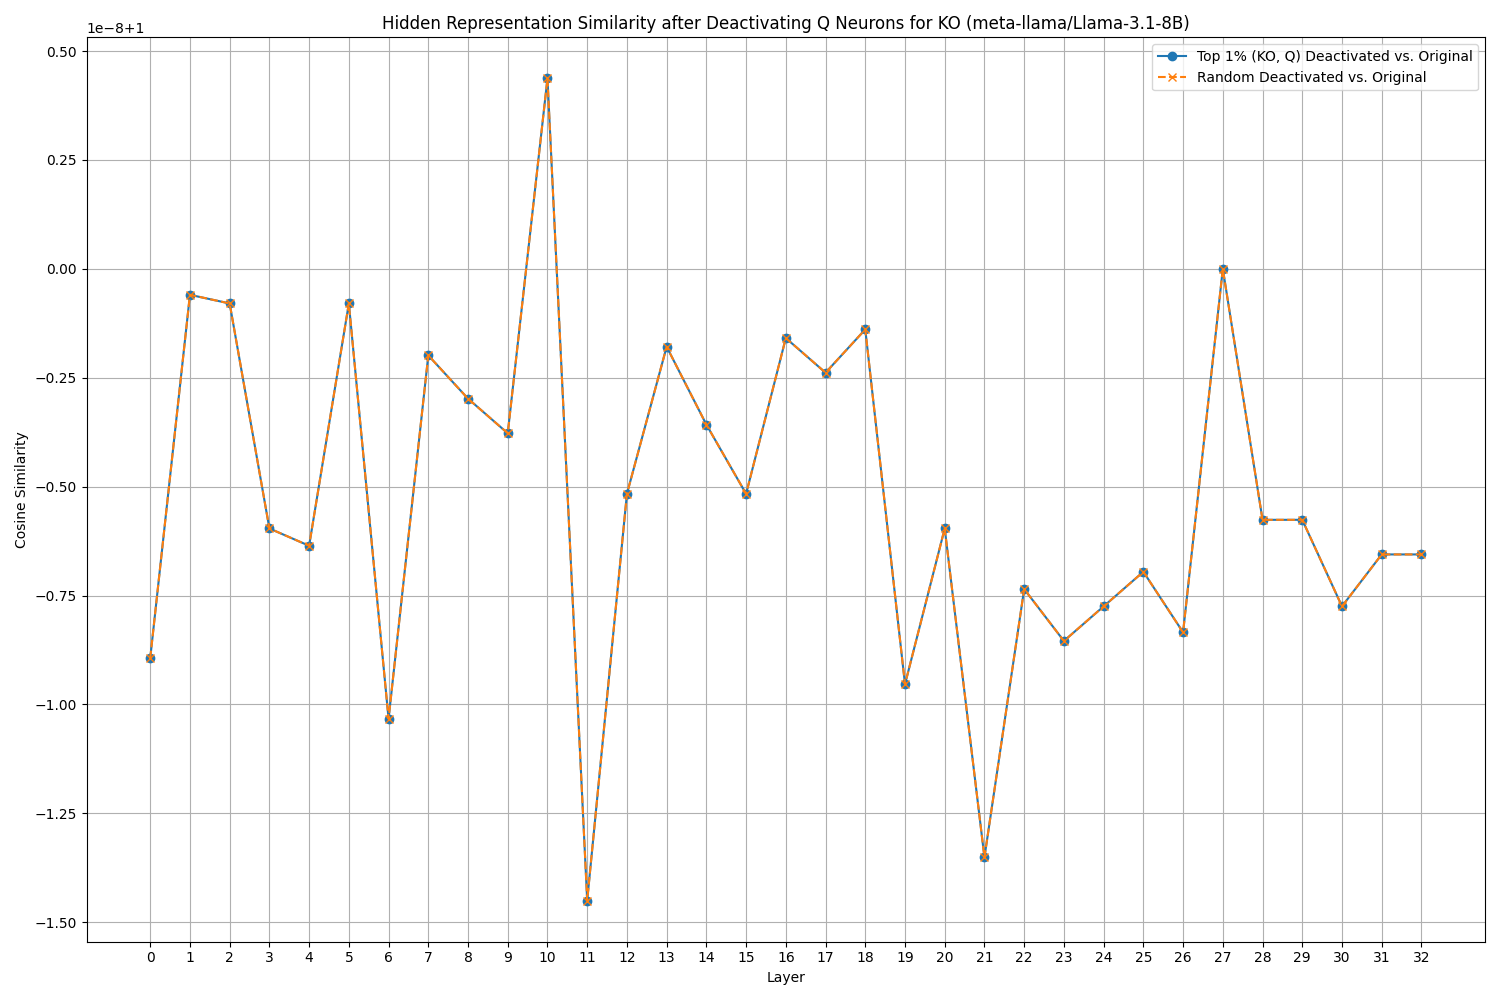 Hidden Representation Similarity after Deactivating Q Neurons for KO (meta-llama/Llama-3.1-8B)
1e−8+1
Top 1% (KO, Q) Deactivated vs. Original
Random Deactivated vs. Original
0.50
0.25
0.00
−0.25
−0.50
−0.75
−1.00
−1.25
−1.50
Cosine Similarity
0 1 2 3 4 5 6 7 8 9 10 11 12 13 14 15 16 17 18 19 20 21 22 23 24 25 26 27 28 29 30 31 32
Layer